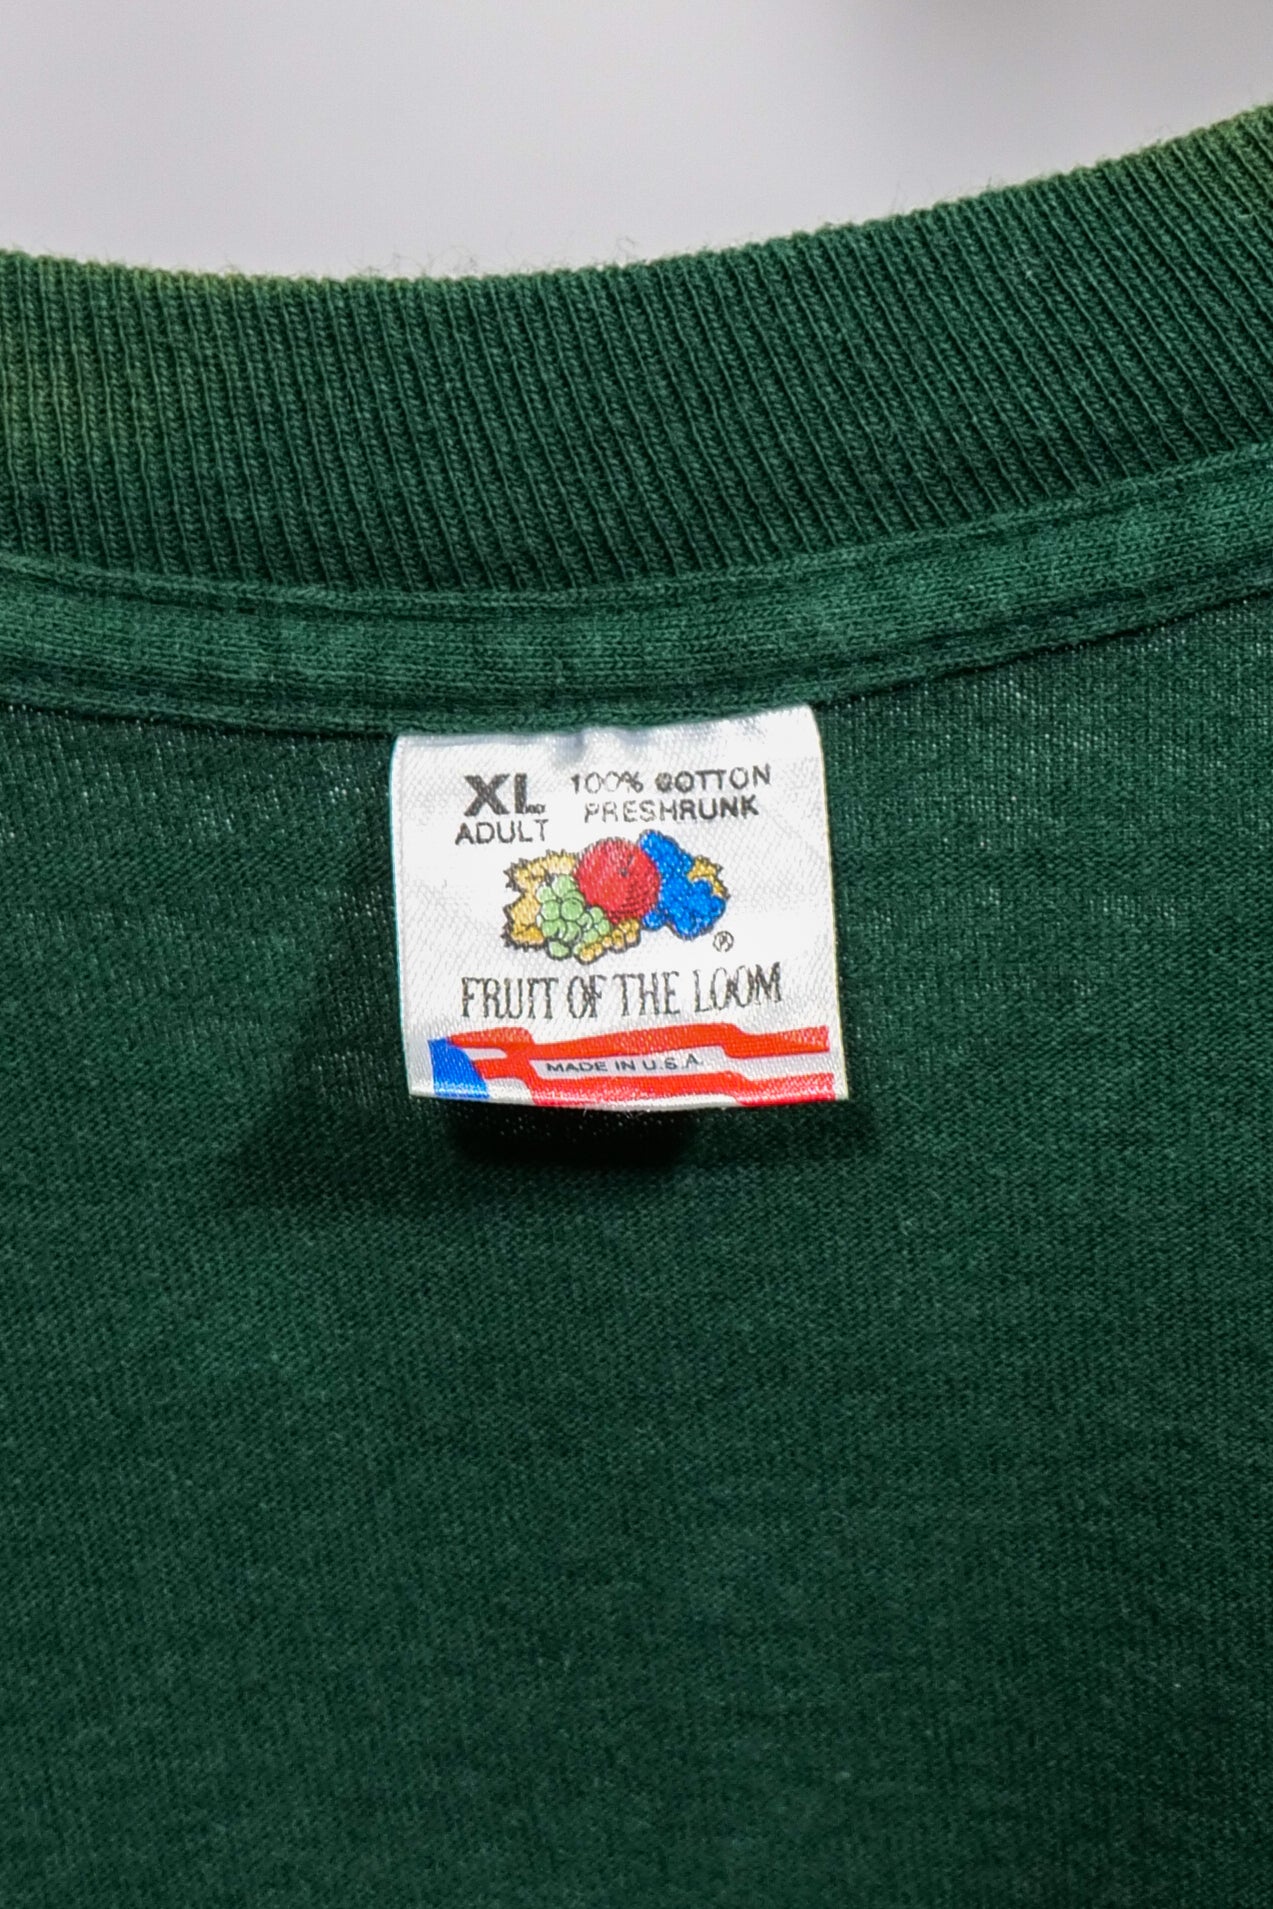 XL 100% COTTON
ADULT PRESHRUNK
®
FRUIT OF THE LOOM
MADE IN U.S.A.